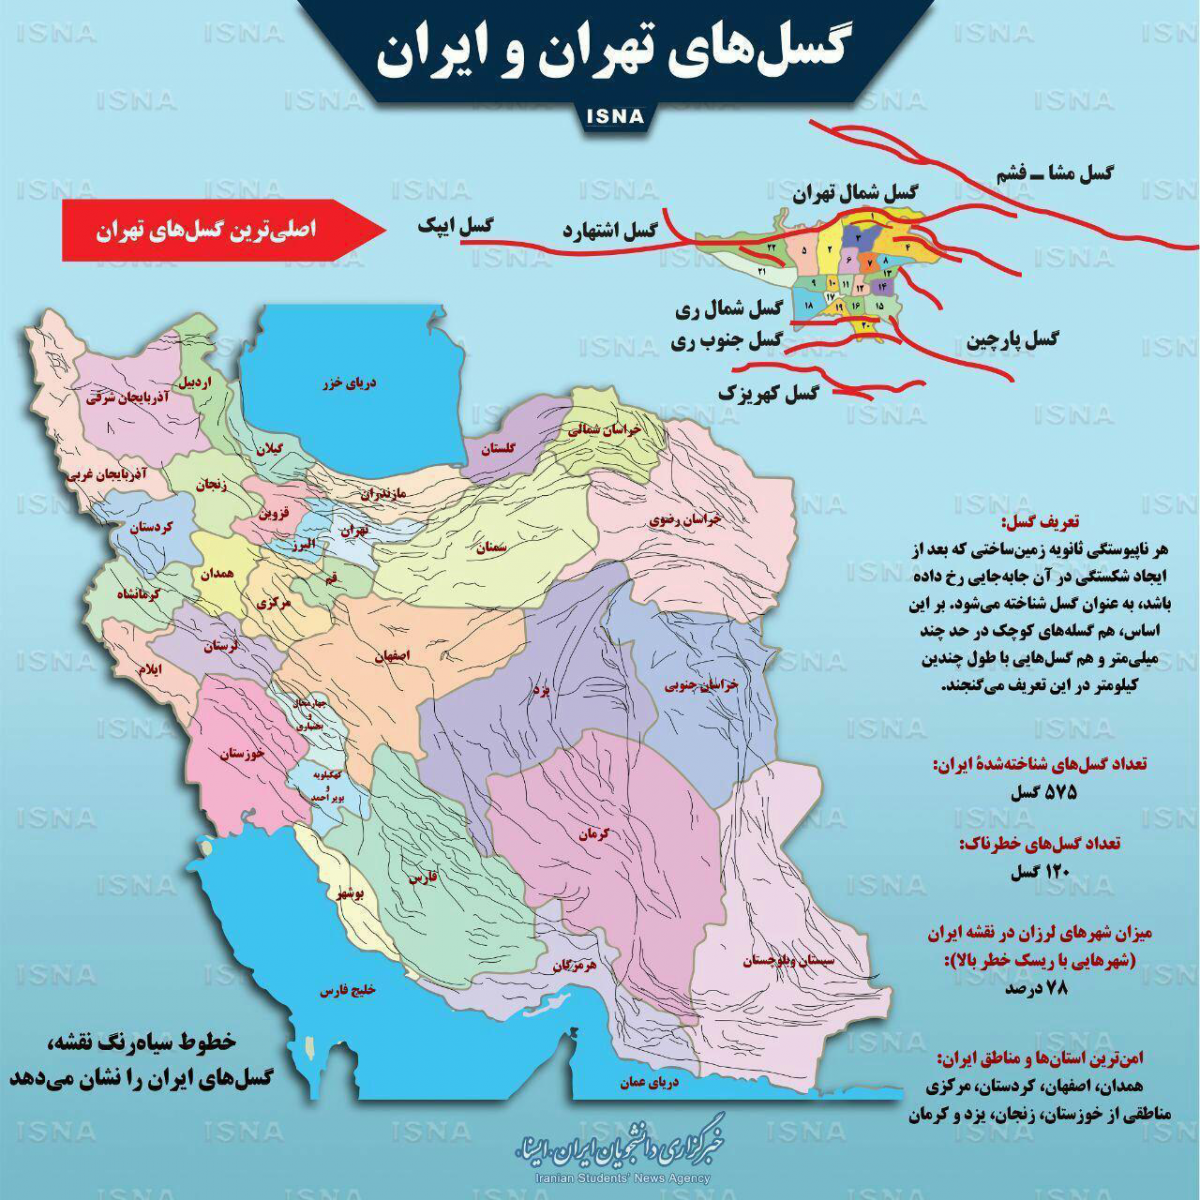 گسل‌های تهران و ایران
ISNA
اصلی‌ترین گسل‌های تهران
گسل مشا ــ فشم
گسل شمال تهران
گسل اشتهارد
گسل ایپک
گسل شمال ری
گسل جنوب ری
گسل پارچین
گسل کهریزک
۱
۲
۳
۴
۵
۶
۷
۸
۹
۱۰
۱۱
۱۲
۱۳
۱۴
۱۵
۱۶
۱۷
۱۸
۱۹
۲۰
۲۱
۲۲
دریای خزر
اردبیل
آذربایجان شرقی
آذربایجان غربی
گیلان
گلستان
خراسان شمالی
زنجان
مازندران
قزوین
خراسان رضوی
کردستان
تهران
البرز
سمنان
همدان
قم
کرمانشاه
مرکزی
لرستان
اصفهان
ایلام
یزد
خراسان جنوبی
چهارمحال
و
بختیاری
خوزستان
کهگیلویه
و
بویر احمد
کرمان
فارس
بوشهر
سیستان وبلوچستان
هرمزگان
خلیج فارس
دریای عمان
تعریف گسل:
هر ناپیوستگی ثانویه زمین‌ساختی که بعد از
ایجاد شکستگی در آن جابه‌جایی رخ داده
باشد، به عنوان گسل شناخته می‌شود. بر این
اساس، هم گسله‌های کوچک در حد چند
میلی‌متر و هم گسل‌هایی با طول چندین
کیلومتر در این تعریف می‌گنجند.
تعداد گسل‌های شناخته‌شدهٔ ایران:
۵۷۵ گسل
تعداد گسل‌های خطرناک:
۱۲۰ گسل
میزان شهرهای لرزان در نقشه ایران
(شهرهایی با ریسک خطر بالا):
۷۸ درصد
امن‌ترین استان‌ها و مناطق ایران:
همدان، اصفهان، کردستان، مرکزی
مناطقی از خوزستان، زنجان، یزد و کرمان
خطوط سیاه‌رنگ نقشه،
گسل‌های ایران را نشان می‌دهد
خبرگزاری دانشجویان ایران.ایسنا.
Iranian Students' News Agency